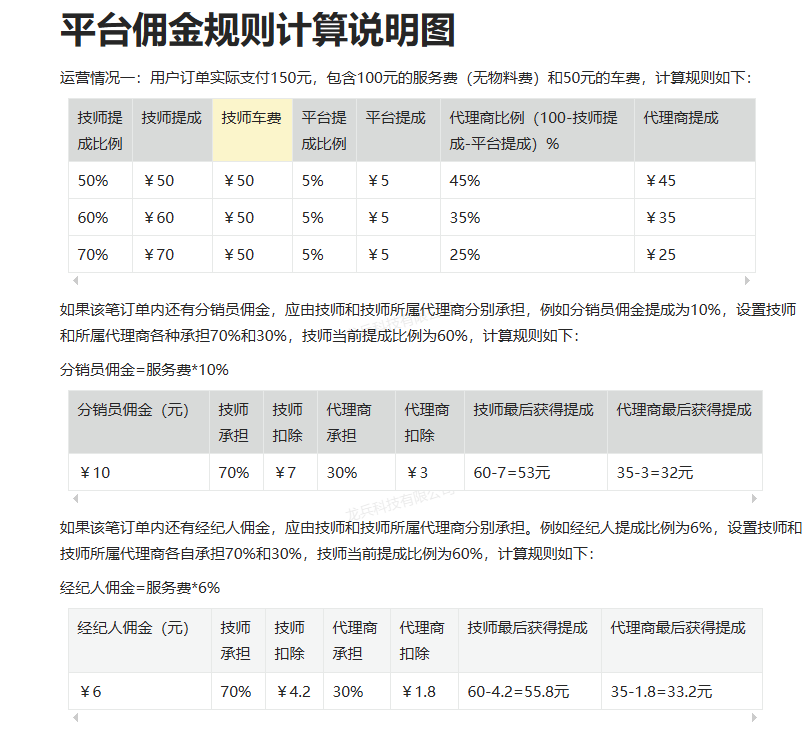 平台佣金规则计算说明图
运营情况一：用户订单实际支付150元，包含100元的服务费（无物料费）和50元的车费，计算规则如下：
技师提成比例 技师提成 技师车费 平台提成比例 平台提成 代理商比例（100-技师提成-平台提成）% 代理商提成
50% ￥50 ￥50 5% ￥5 45% ￥45
60% ￥60 ￥50 5% ￥5 35% ￥35
70% ￥70 ￥50 5% ￥5 25% ￥25
如果该笔订单内还有分销员佣金，应由技师和技师所属代理商分别承担，例如分销员佣金提成为10%，设置技师
和所属代理商各种承担70%和30%，技师当前提成比例为60%，计算规则如下：
分销员佣金=服务费*10%
分销员佣金（元） 技师承担 技师扣除 代理商承担 代理商扣除 技师最后获得提成 代理商最后获得提成
￥10 70% ￥7 30% ￥3 60-7=53元 35-3=32元
龙兵科技有限公司
如果该笔订单内还有经纪人佣金，应由技师和技师所属代理商分别承担。例如经纪人提成比例为6%，设置技师和
技师所属代理商各自承担70%和30%，技师当前提成比例为60%，计算规则如下：
经纪人佣金=服务费*6%
经纪人佣金（元） 技师承担 技师扣除 代理商承担 代理商扣除 技师最后获得提成 代理商最后获得提成
￥6 70% ￥4.2 30% ￥1.8 60-4.2=55.8元 35-1.8=33.2元